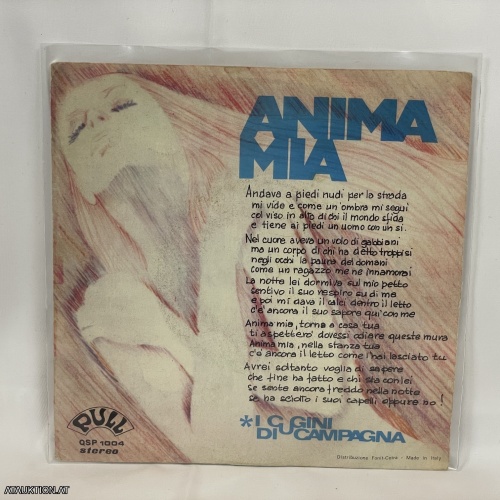 ANIMA
MIA
Andava a piedi nudi per la strada
mi vide e come un'ombra mi seguì
col viso in alto di chi il mondo sfida
e tiene ai piedi un uomo con un sì.
Nel cuore aveva un volo di gabbiani
ma un corpo di chi ha detto troppi sì
negli occhi la paura del domani
come un ragazzo me ne innamorai
La notte lei dormiva sul mio petto
sentivo il suo respiro su di me
e poi mi dava i calci dentro il letto
c'è ancora il suo sapore qui con me
Anima mia, torna a casa tua
ti aspetterò dovessi odiare queste mura
Anima mia, nella stanza tua
c'è ancora il letto come l'hai lasciato tu
Avrei soltanto voglia di sapere
che fine ha fatto e chi sta con lei
se sente ancora freddo nella notte
se ha sciolto i suoi capelli oppure no!
*I CUGINI
DI CAMPAGNA
PULL
QSP 1004
stereo
Distribuzione Fonit-Cetra - Made in Italy
ATAUKTION.AT